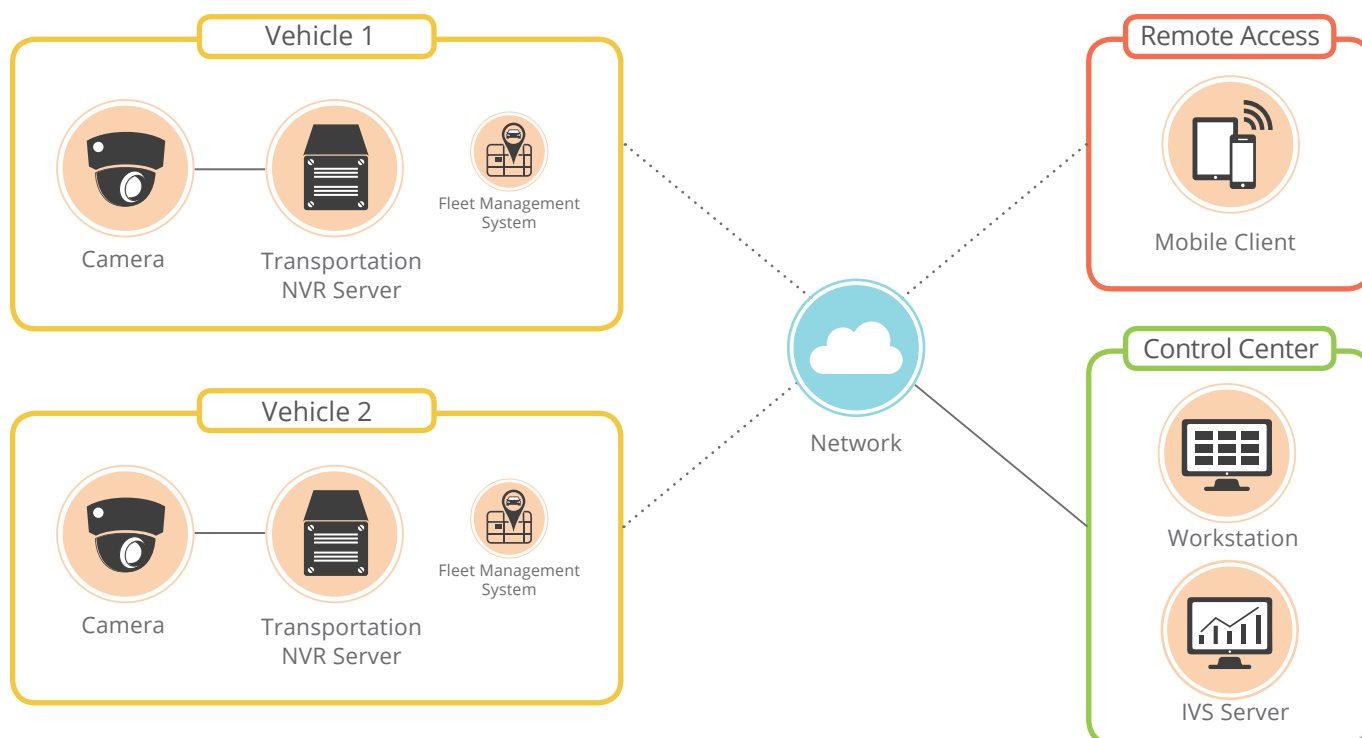 Vehicle 1
Camera
Transportation
NVR Server
Fleet Management
System
Vehicle 2
Camera
Transportation
NVR Server
Fleet Management
System
Network
Remote Access
Mobile Client
Control Center
Workstation
IVS Server